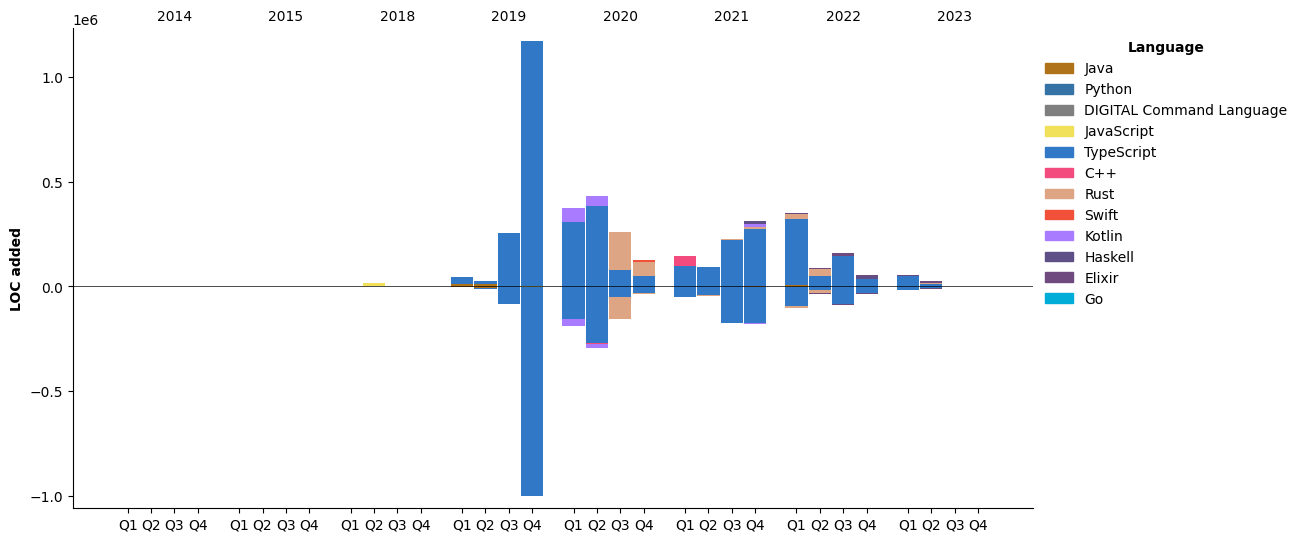 2014 2015 2018 2019 2020 2021 2022 2023
1e6
1.0
0.5
0.0
−0.5
−1.0
LOC added
Q1 Q2 Q3 Q4 Q1 Q2 Q3 Q4 Q1 Q2 Q3 Q4 Q1 Q2 Q3 Q4 Q1 Q2 Q3 Q4 Q1 Q2 Q3 Q4 Q1 Q2 Q3 Q4 Q1 Q2 Q3 Q4
Language
Java
Python
DIGITAL Command Language
JavaScript
TypeScript
C++
Rust
Swift
Kotlin
Haskell
Elixir
Go